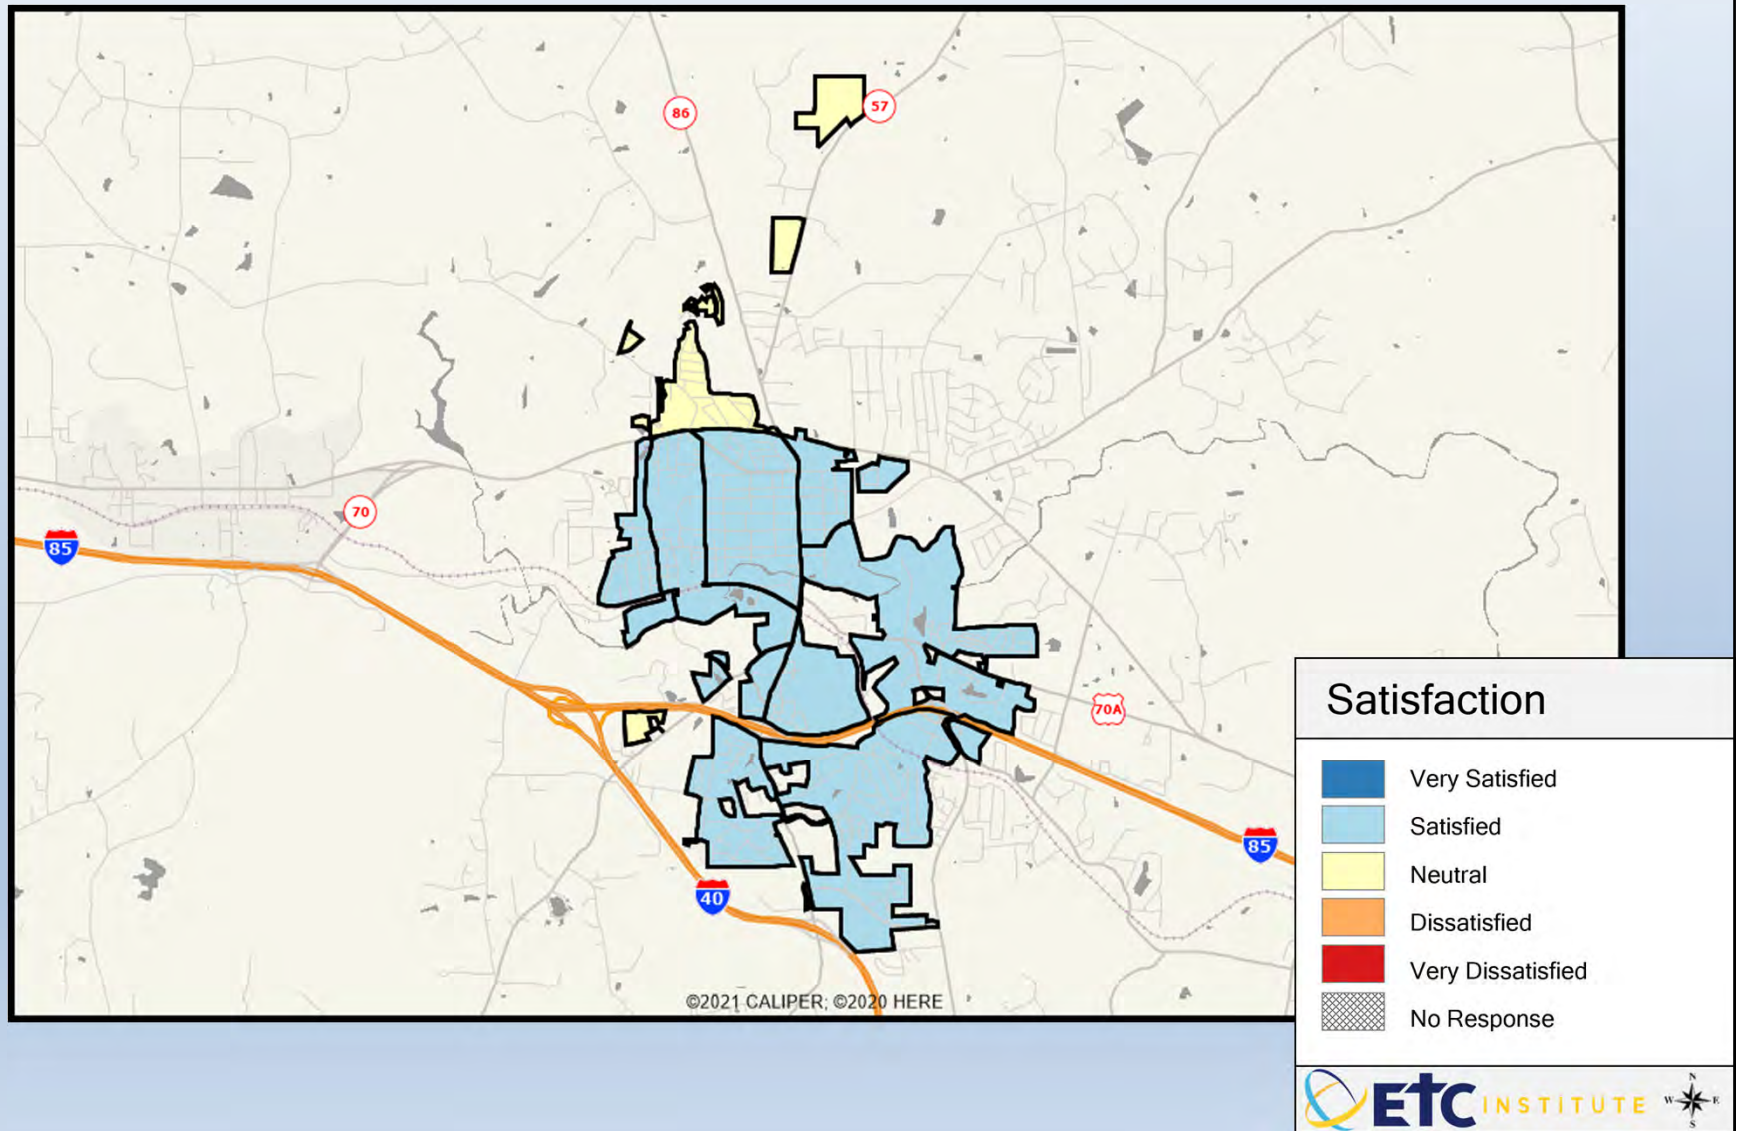 86
57
70
85
70A
85
40
©2021 CALIPER; ©2020 HERE
Satisfaction
Very Satisfied
Satisfied
Neutral
Dissatisfied
Very Dissatisfied
No Response
ETC INSTITUTE
N
W E
S